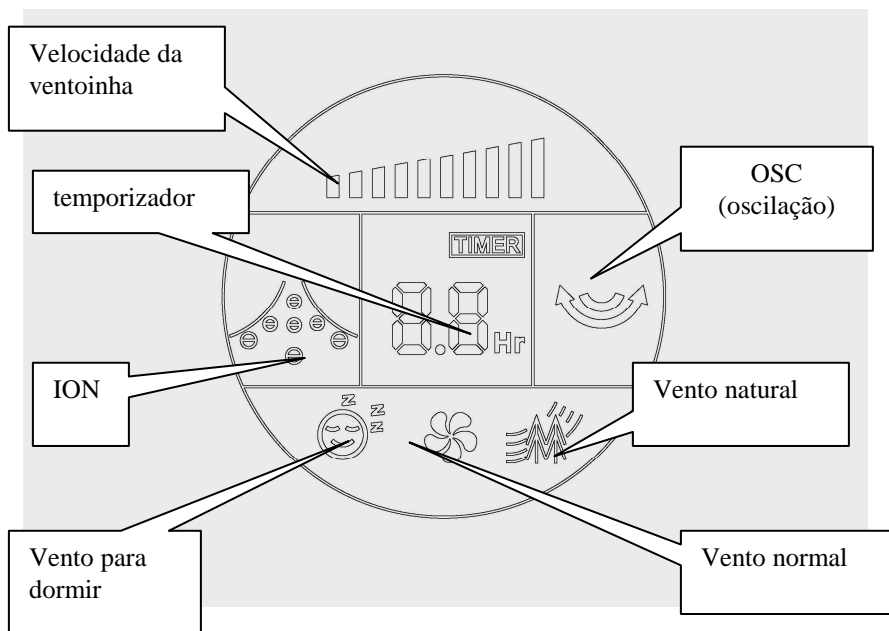 Velocidade da
ventoinha
temporizador
OSC
(oscilação)
TIMER
8.8 Hr
ION
Vento natural
z z z
Vento para
dormir
Vento normal